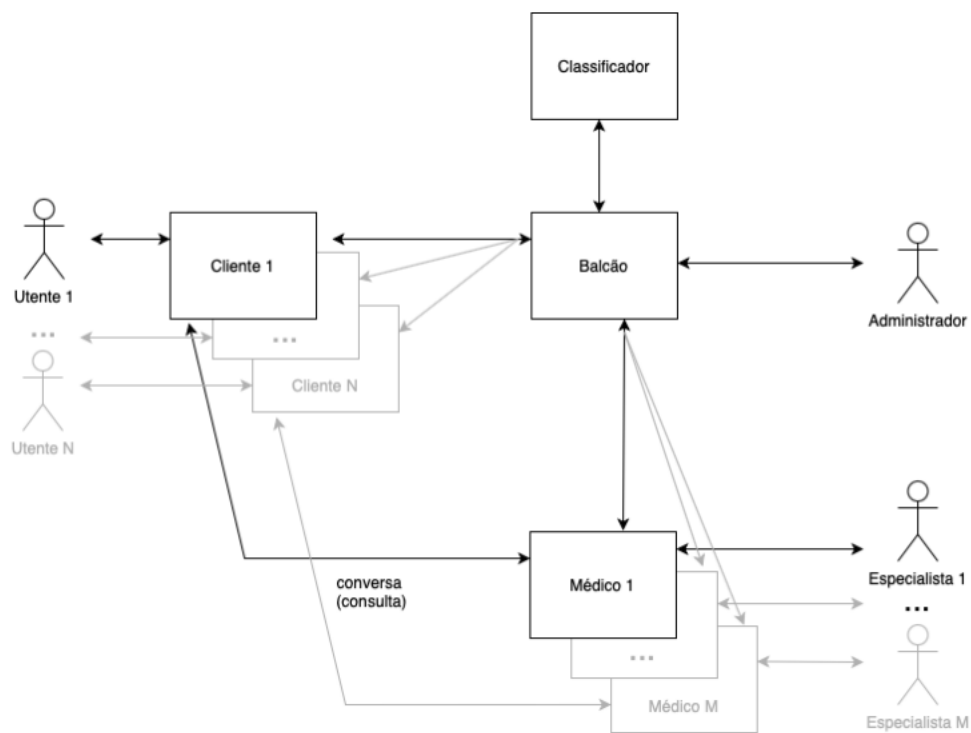 Classificador
Utente 1
Cliente 1
Balcão
Administrador
...
...
Utente N
Cliente N
conversa
(consulta)
Médico 1
Especialista 1
...
...
Médico M
Especialista M